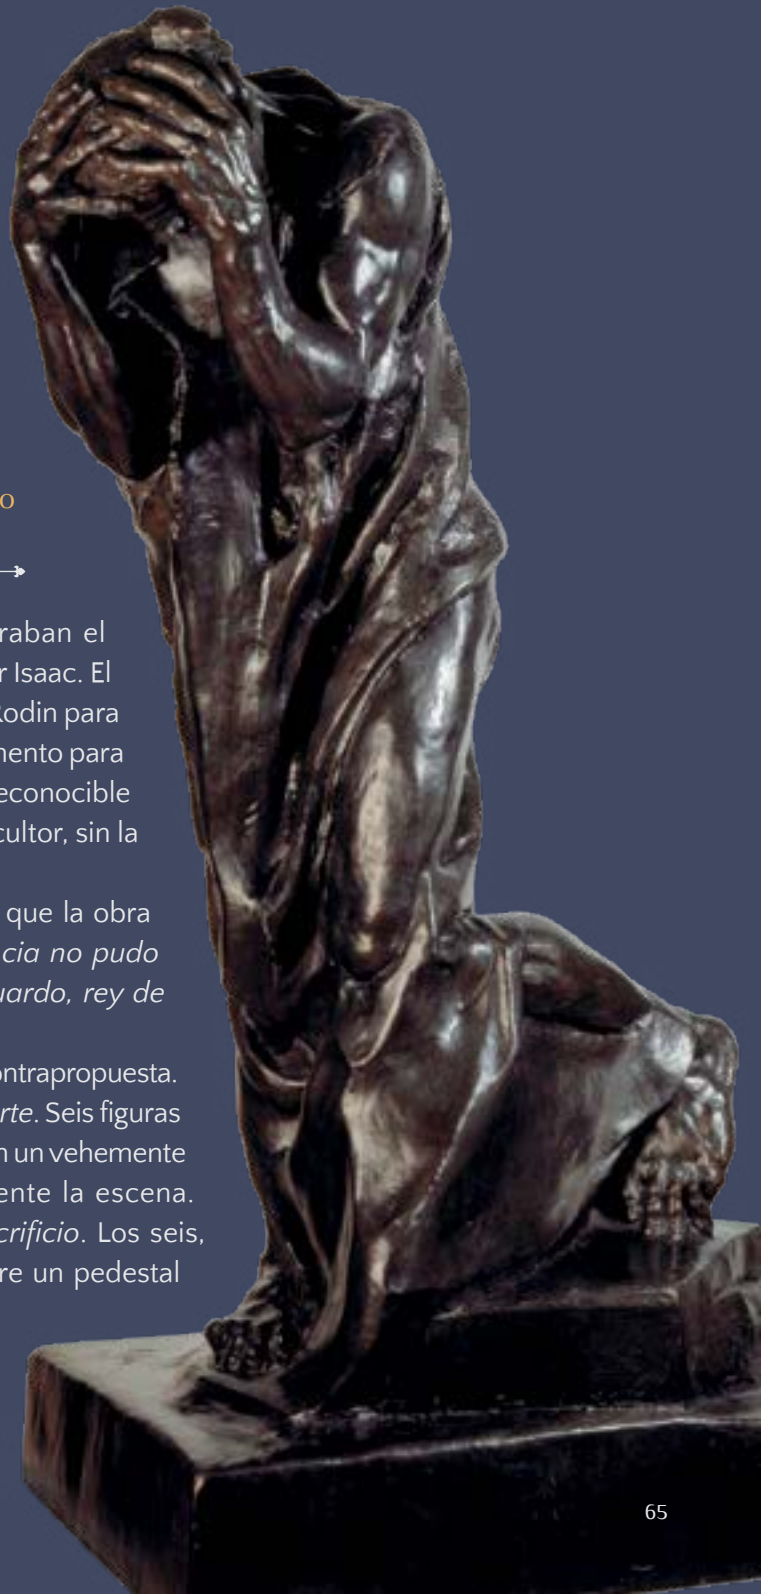 o
raban el
r Isaac. El
Rodin para
mento para
econocible
cultor, sin la
que la obra
cia no pudo
uardo, rey de
ontrapropuesta.
rte. Seis figuras
n un vehemente
ente la escena.
crificio. Los seis,
re un pedestal
65